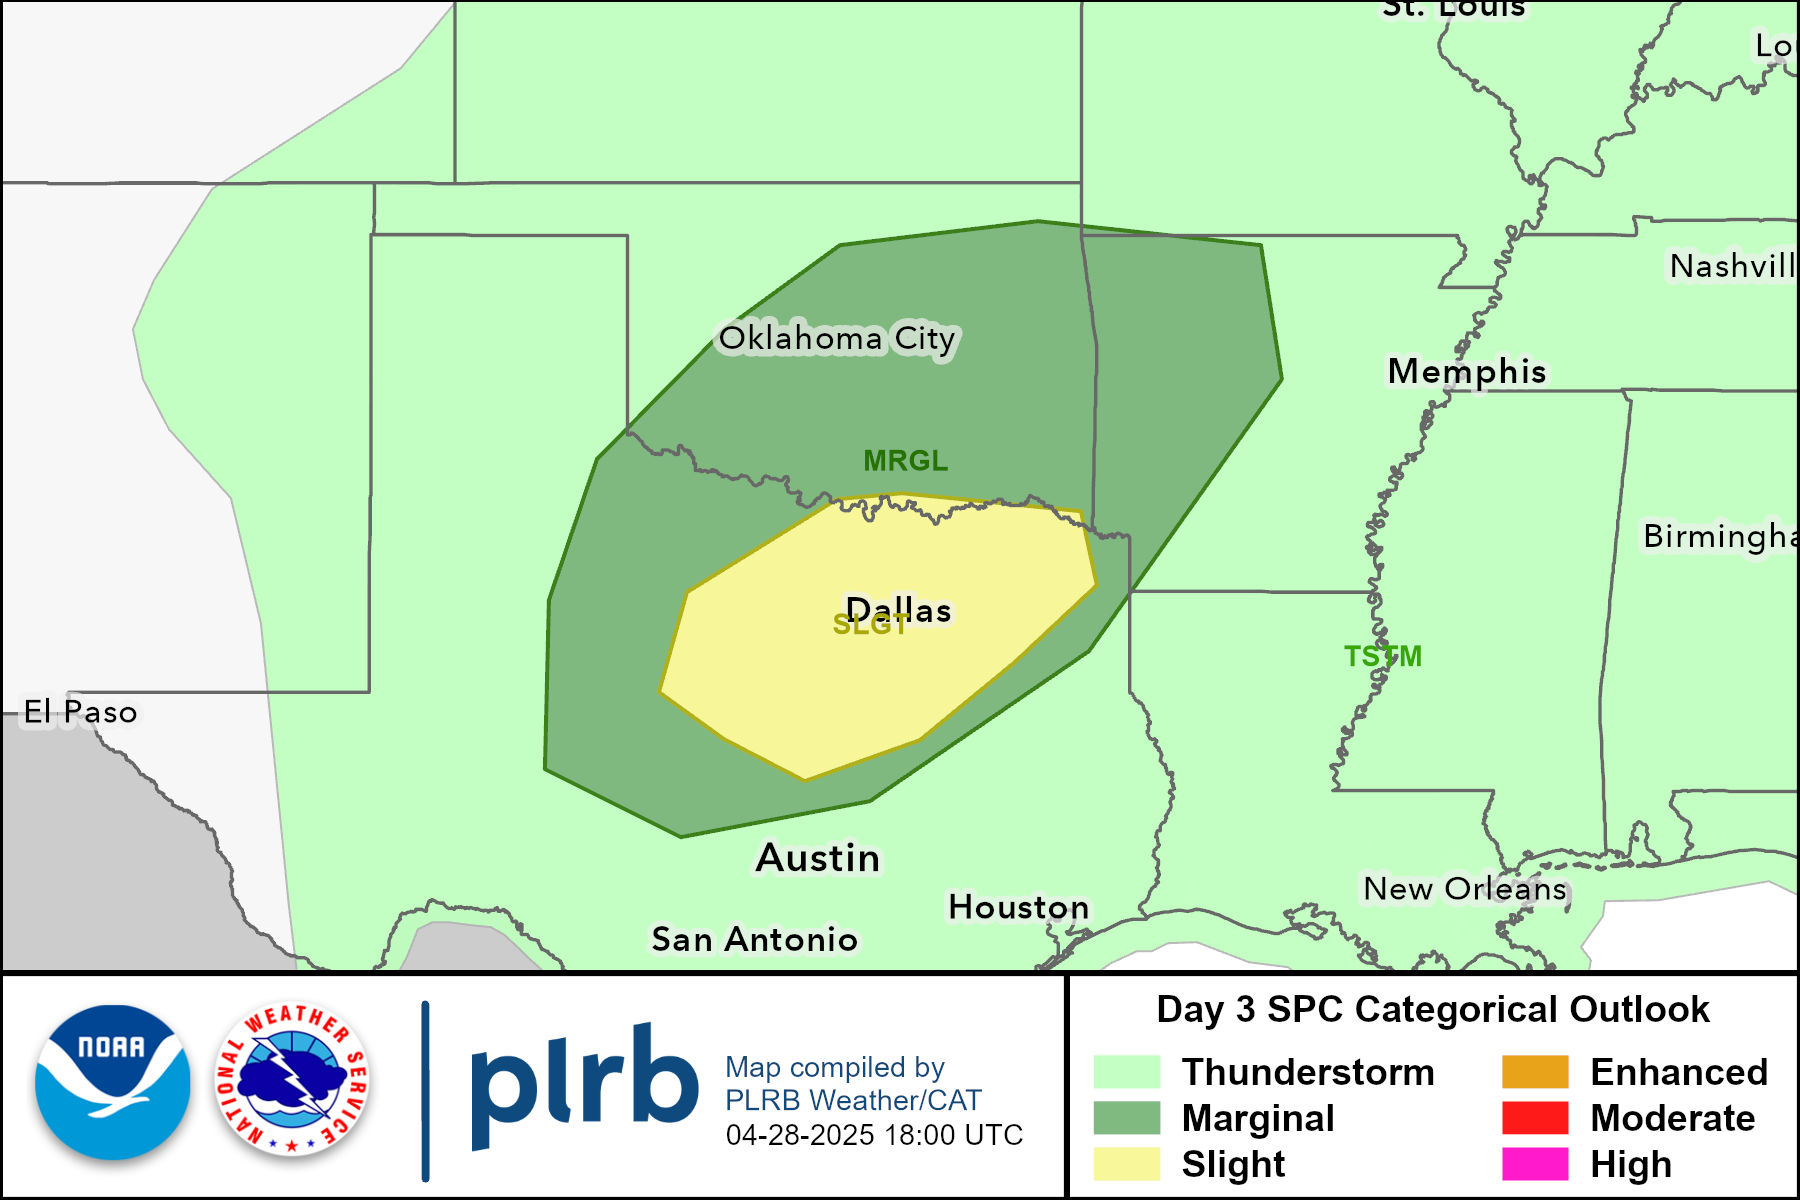 St. Louis
Lou
Nashvill
Oklahoma City
Memphis
MRGL
Birmingha
Dallas
SLGT
TSTM
El Paso
Austin
New Orleans
Houston
San Antonio
NOAA
NATIONAL WEATHER SERVICE
plrb
Map compiled by
PLRB Weather/CAT
04-28-2025 18:00 UTC
Day 3 SPC Categorical Outlook
Thunderstorm
Marginal
Slight
Enhanced
Moderate
High